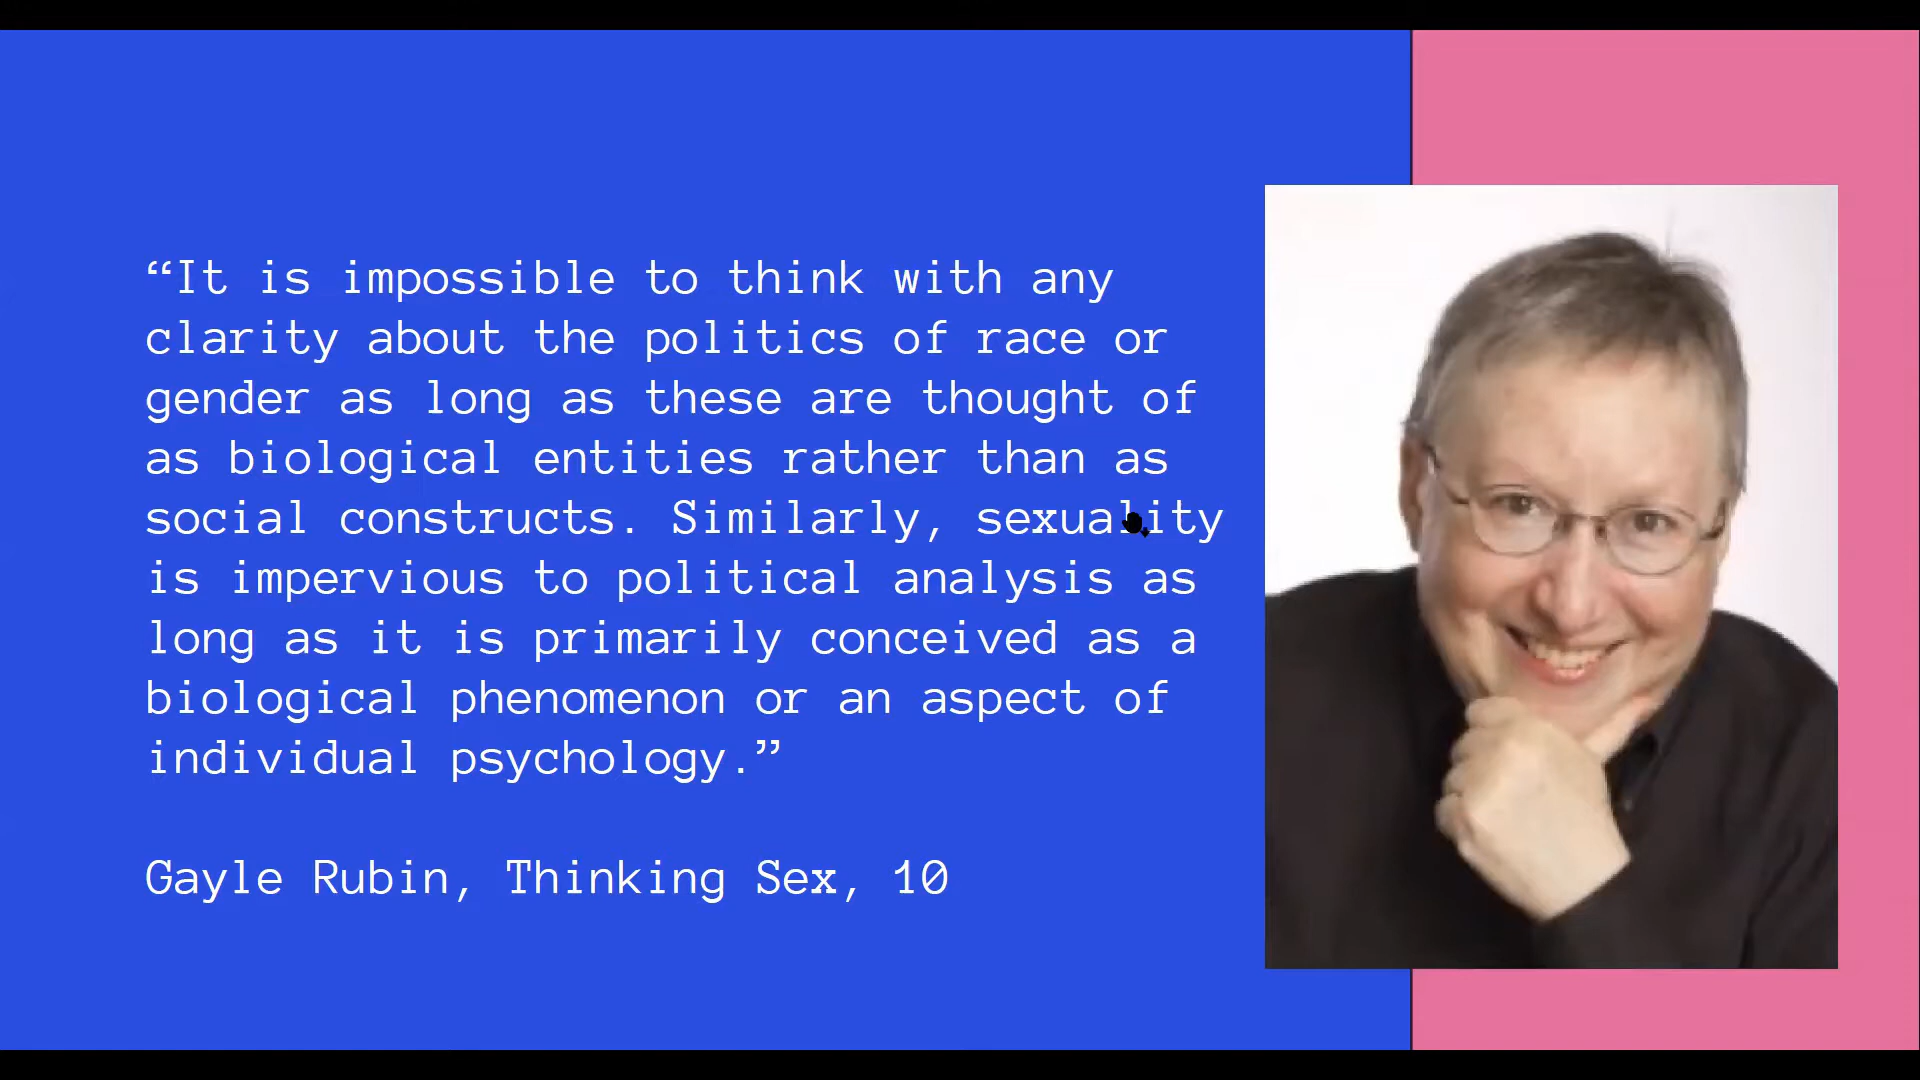 “It is impossible to think with any
clarity about the politics of race or
gender as long as these are thought of
as biological entities rather than as
social constructs. Similarly, sexuality
is impervious to political analysis as
long as it is primarily conceived as a
biological phenomenon or an aspect of
individual psychology.”
Gayle Rubin, Thinking Sex, 10